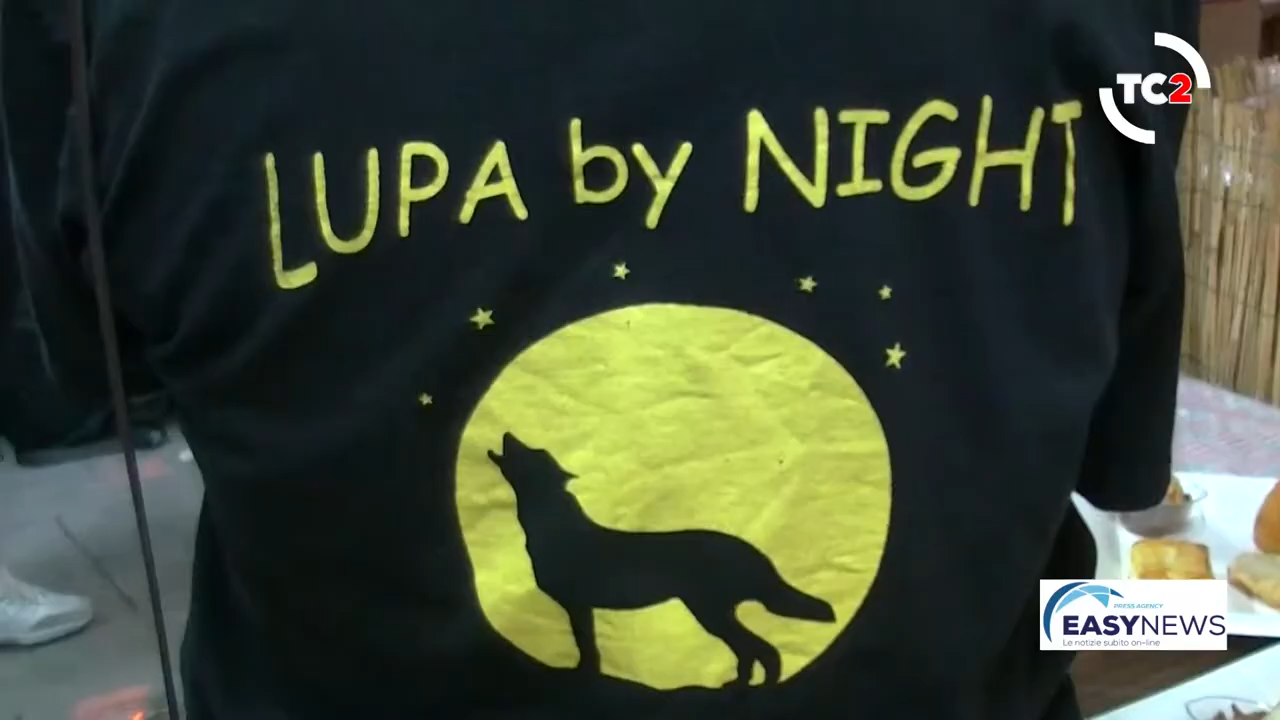 TC2
LUPA by NIGHT
PRESS AGENCY
EASYNEWS
Le notizie subito on-line